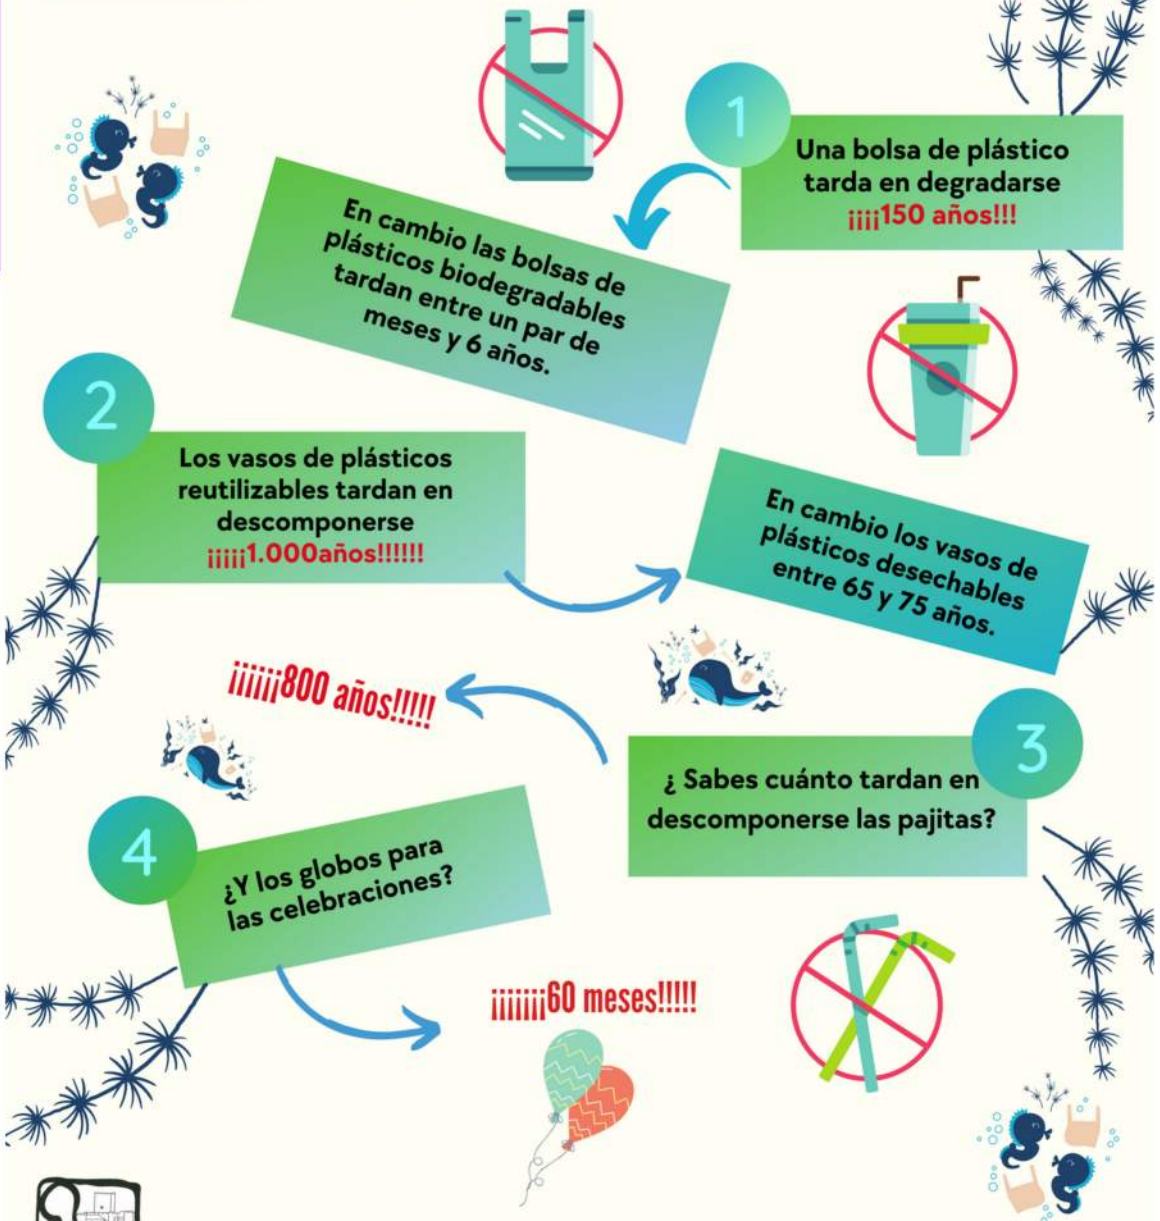 1
Una bolsa de plástico
tarda en degradarse
¡¡¡¡150 años!!!
En cambio las bolsas de
plásticos biodegradables
tardan entre un par de
meses y 6 años.
2
Los vasos de plásticos
reutilizables tardan en
descomponerse
¡¡¡¡¡1.000años!!!!!!
En cambio los vasos de
plásticos desechables
entre 65 y 75 años.
3
¿ Sabes cuánto tardan en
descomponerse las pajitas?
¡¡¡¡¡¡800 años!!!!!
4
¿Y los globos para
las celebraciones?
¡¡¡¡¡¡¡60 meses!!!!!